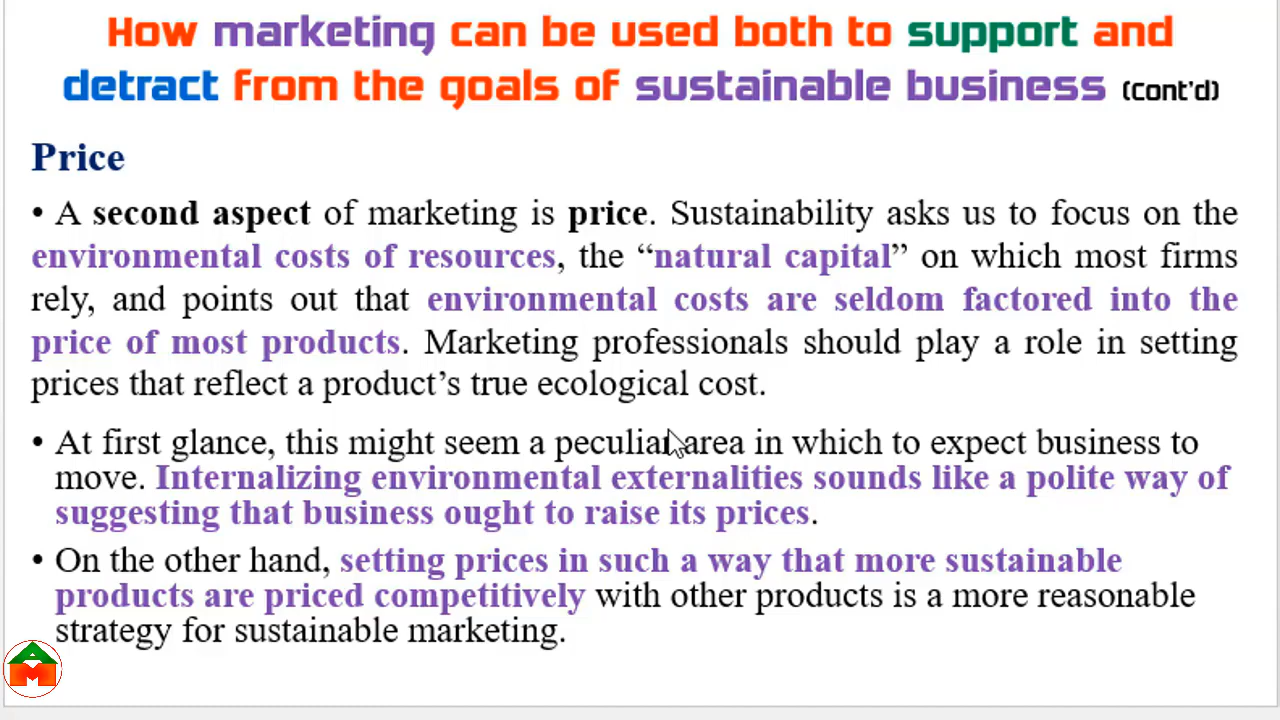 How marketing can be used both to support and
detract from the goals of sustainable business (Cont'd)
Price
• A second aspect of marketing is price. Sustainability asks us to focus on the
environmental costs of resources, the “natural capital” on which most firms
rely, and points out that environmental costs are seldom factored into the
price of most products. Marketing professionals should play a role in setting
prices that reflect a product’s true ecological cost.
• At first glance, this might seem a peculiar area in which to expect business to
move. Internalizing environmental externalities sounds like a polite way of
suggesting that business ought to raise its prices.
• On the other hand, setting prices in such a way that more sustainable
products are priced competitively with other products is a more reasonable
strategy for sustainable marketing.
A
M